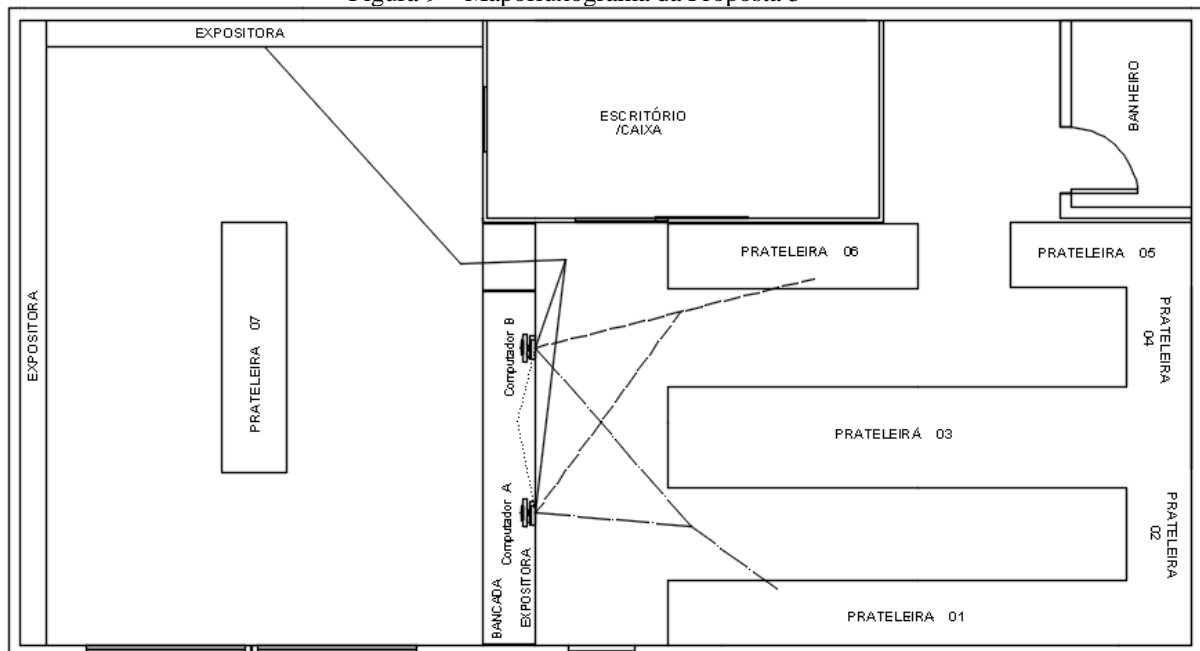 Figura 9 – Mapofluxograma da Proposta 3
EXPOSITORA
ESCRITÓRIO
/CAIXA
BANHEIRO
PRATELEIRA 06
PRATELEIRA 05
EXPOSITORA
PRATELEIRA 07
Computador B
PRATELEIRA
04
PRATELEIRA 03
Computador A
BANCADA
EXPOSITORA
PRATELEIRA
02
PRATELEIRA 01